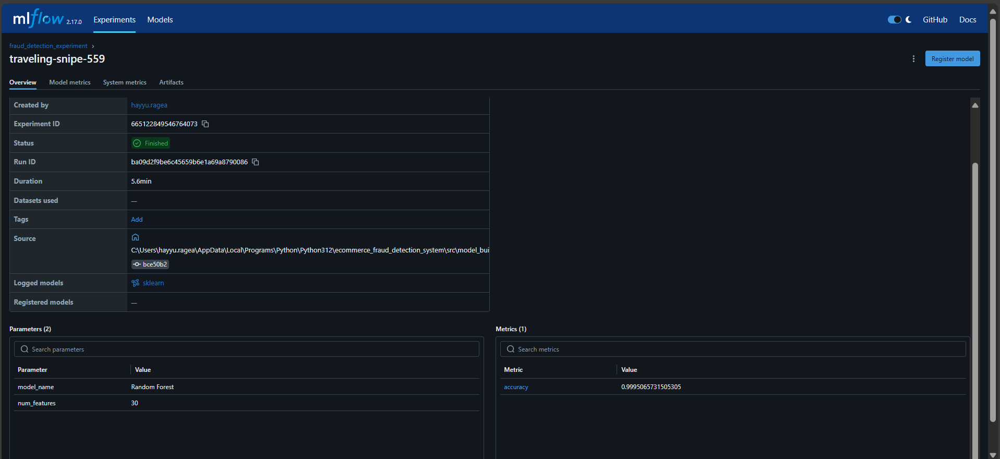 mlflow 2.17.0 Experiments Models GitHub Docs
fraud_detection_experiment
traveling-snipe-559
Register model
Overview Model metrics System metrics Artifacts
Created by hayyu.ragea
Experiment ID 665122849546764073
Status Finished
Run ID ba09d2f9be6c45659b6e1a69a8790086
Duration 5.6min
Datasets used —
Tags Add
Source
C:\Users\hayyu.ragea\AppData\Local\Programs\Python\Python312\ecommerce_fraud_detection_system\src\model_bui
bce50b2
Logged models sklearn
Registered models —
Parameters (2)
Search parameters
Parameter Value
model_name Random Forest
num_features 30
Metrics (1)
Search metrics
Metric Value
accuracy 0.9995065731505305